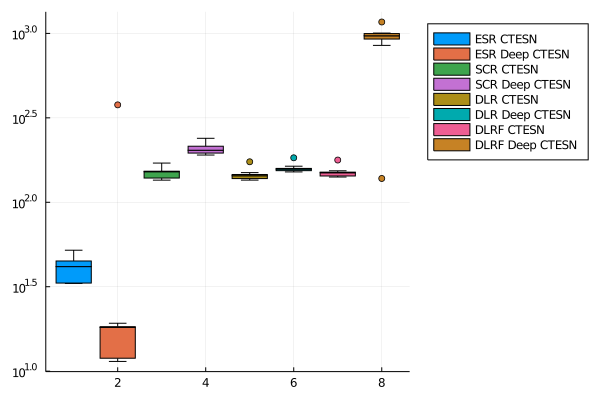 10^3.0
10^2.5
10^2.0
10^1.5
10^1.0
2 4 6 8
ESR CTESN
ESR Deep CTESN
SCR CTESN
SCR Deep CTESN
DLR CTESN
DLR Deep CTESN
DLRF CTESN
DLRF Deep CTESN